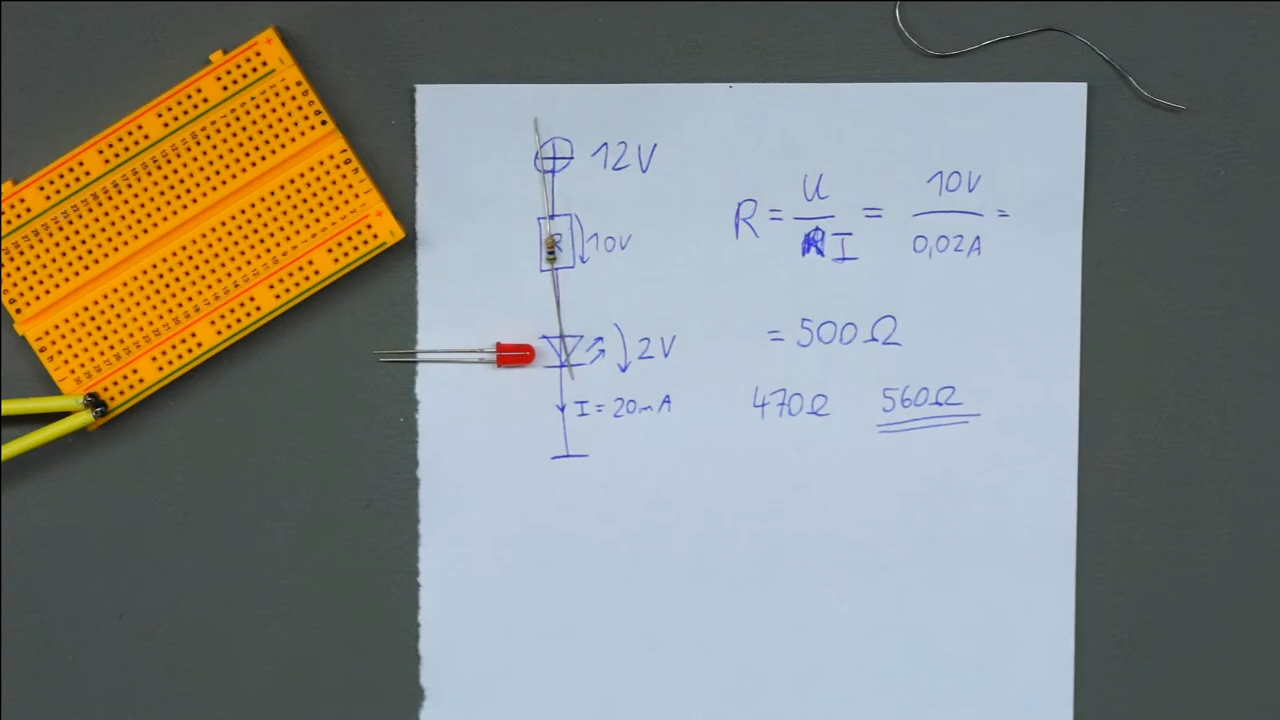 12V
R
10V
2V
I = 20mA
R = U / I = 10V / 0,02A =
= 500Ω
470Ω 560Ω